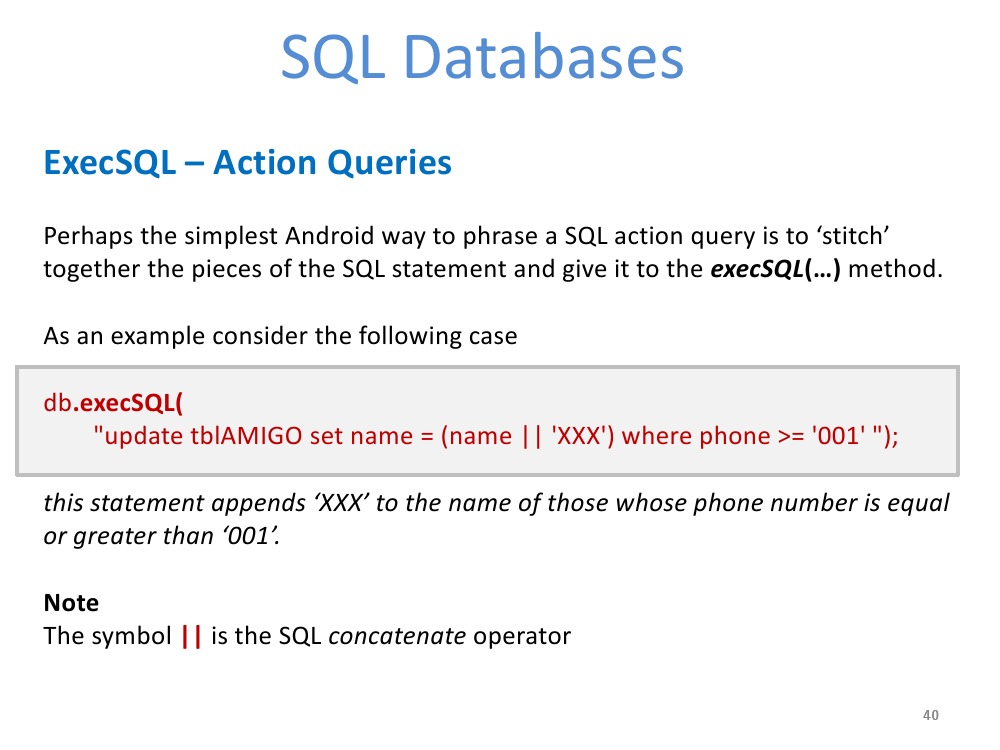 SQL Databases
ExecSQL – Action Queries
Perhaps the simplest Android way to phrase a SQL action query is to ‘stitch’
together the pieces of the SQL statement and give it to the execSQL(…) method.
As an example consider the following case
db.execSQL(
"update tblAMIGO set name = (name || 'XXX') where phone >= '001' ");
this statement appends ‘XXX’ to the name of those whose phone number is equal
or greater than ‘001’.
Note
The symbol || is the SQL concatenate operator
40